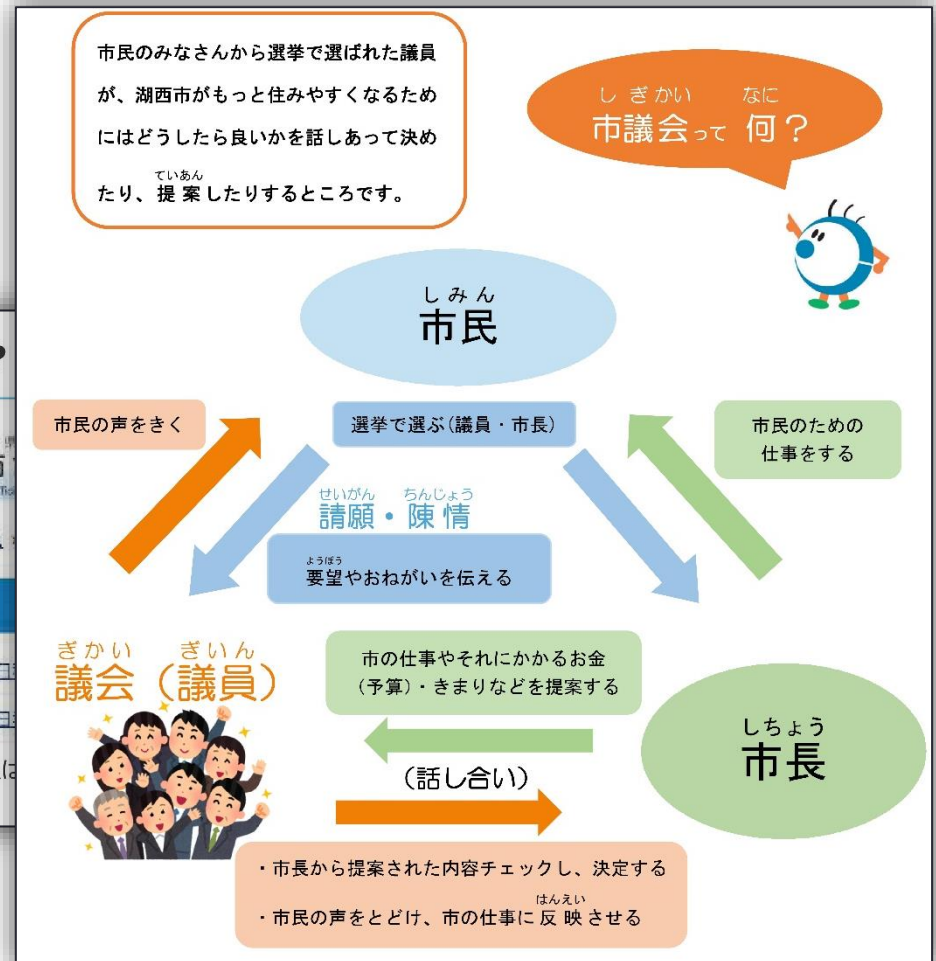 市民のみなさんから選挙で選ばれた議員
が、湖西市がもっと住みやすくなるため
にはどうしたら良いかを話しあって決め
ていあん
たり、提案したりするところです。
しぎかい なに
市議会って 何？
しみん
市民
市民の声をきく
選挙で選ぶ(議員・市長)
市民のための
仕事をする
せいがん ちんじょう
請願・陳情
ようぼう
要望やおねがいを伝える
ぎかい ぎいん
議会（議員）
市の仕事やそれにかかるお金
(予算)・きまりなどを提案する
しちょう
市長
(話し合い)
・市長から提案された内容チェックし、決定する
はんえい
・市民の声をとどけ、市の仕事に反映させる